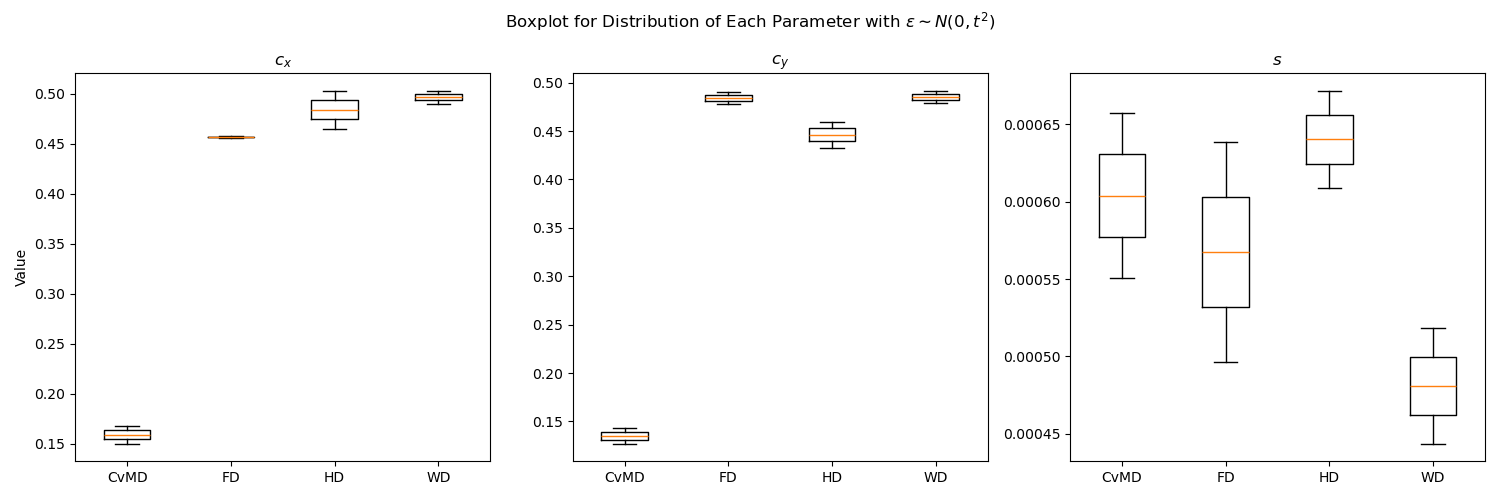 Boxplot for Distribution of Each Parameter with ε ~ N(0, t²)
cₓ
Value
0.50
0.45
0.40
0.35
0.30
0.25
0.20
0.15
CvMD FD HD WD
c_y
0.50
0.45
0.40
0.35
0.30
0.25
0.20
0.15
CvMD FD HD WD
s
0.00065
0.00060
0.00055
0.00050
0.00045
CvMD FD HD WD